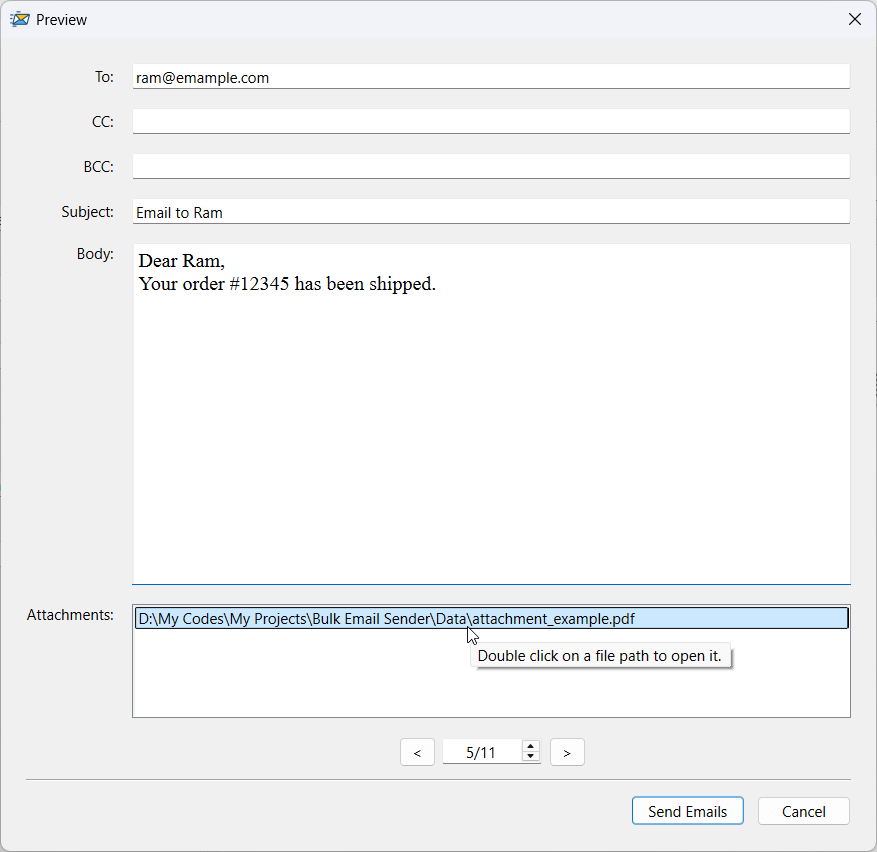 Preview
To: ram@emample.com
CC:
BCC:
Subject: Email to Ram
Body: Dear Ram,
Your order #12345 has been shipped.
Attachments: D:\My Codes\My Projects\Bulk Email Sender\Data\attachment_example.pdf
Double click on a file path to open it.
< 5/11 >
Send Emails Cancel